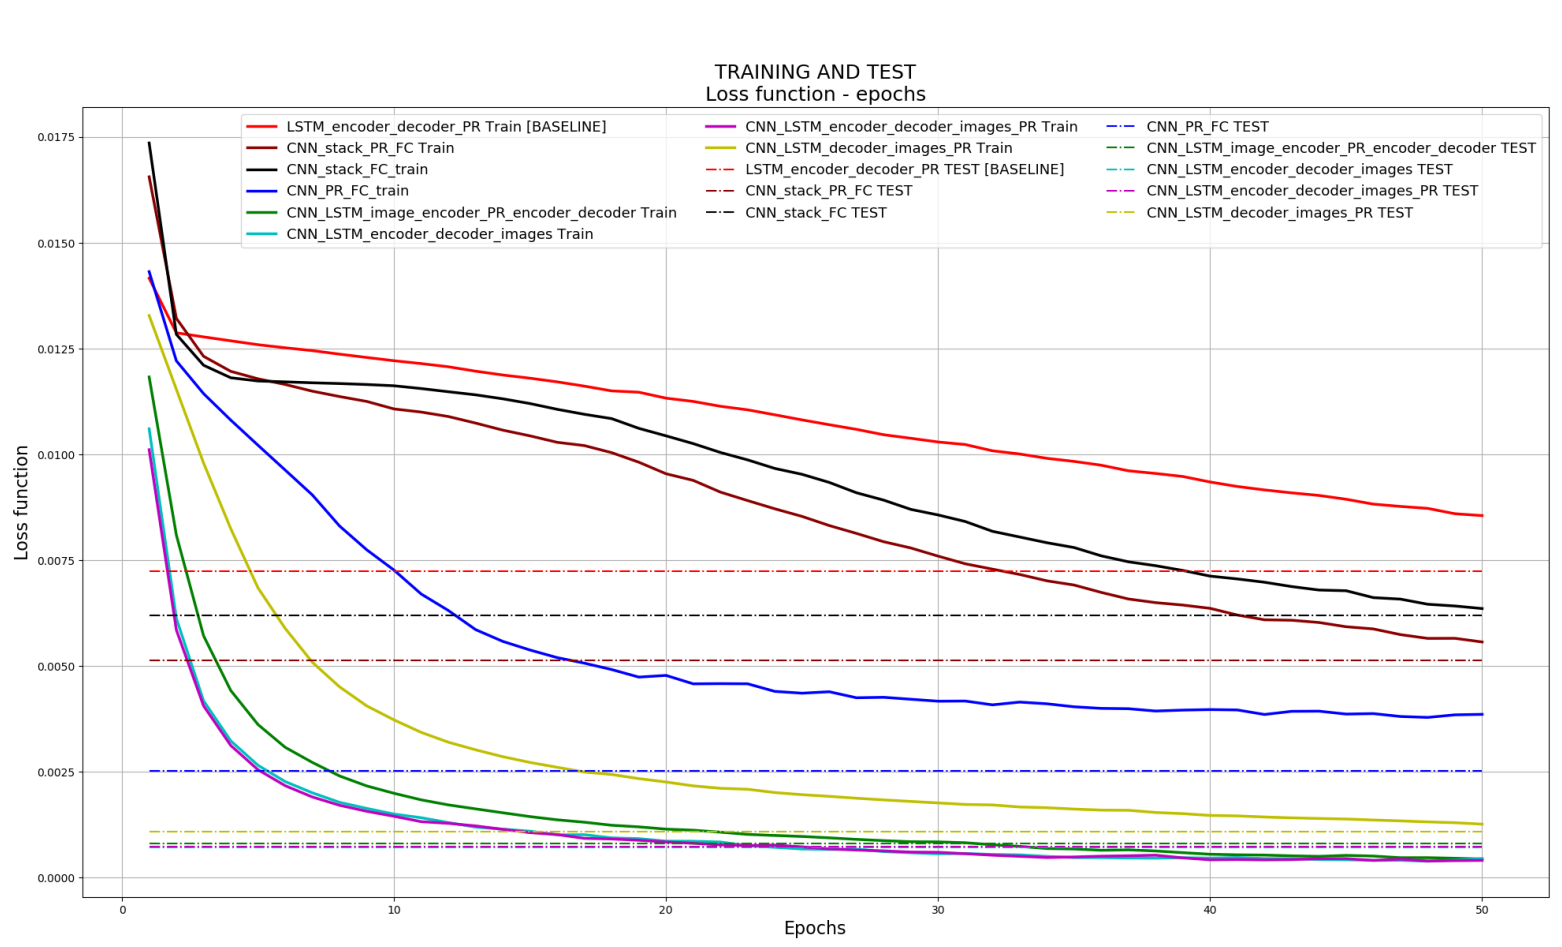 TRAINING AND TEST
Loss function - epochs
LSTM_encoder_decoder_PR Train [BASELINE]
CNN_stack_PR_FC Train
CNN_stack_FC_train
CNN_PR_FC_train
CNN_LSTM_image_encoder_PR_encoder_decoder Train
CNN_LSTM_encoder_decoder_images Train
CNN_LSTM_encoder_decoder_images_PR Train
CNN_LSTM_decoder_images_PR Train
LSTM_encoder_decoder_PR TEST [BASELINE]
CNN_stack_PR_FC TEST
CNN_stack_FC TEST
CNN_PR_FC TEST
CNN_LSTM_image_encoder_PR_encoder_decoder TEST
CNN_LSTM_encoder_decoder_images TEST
CNN_LSTM_encoder_decoder_images_PR TEST
CNN_LSTM_decoder_images_PR TEST
Loss function
0.0175
0.0150
0.0125
0.0100
0.0075
0.0050
0.0025
0.0000
0
10
20
30
40
50
Epochs